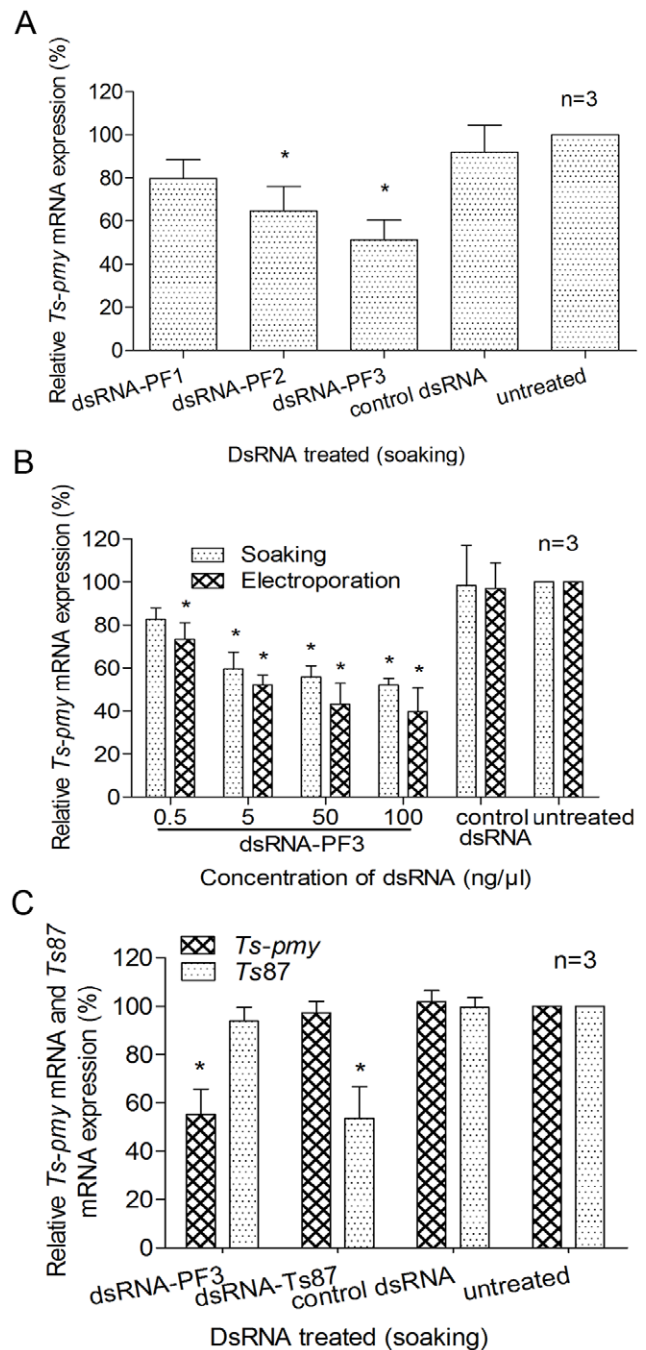 A
Relative Ts-pmy mRNA expression (%)
120
100
80
60
40
20
0
n=3
*
*
dsRNA-PF1
dsRNA-PF2
dsRNA-PF3
control dsRNA
untreated
DsRNA treated (soaking)
B
Relative Ts-pmy mRNA expression (%)
120
100
80
60
40
20
0
Soaking
Electroporation
n=3
*
* *
* *
* *
0.5 5 50 100
dsRNA-PF3
control
dsRNA
untreated
Concentration of dsRNA (ng/µl)
C
Relative Ts-pmy mRNA and Ts87
mRNA expression (%)
120
100
80
60
40
20
0
Ts-pmy
Ts87
n=3
*
*
dsRNA-PF3
dsRNA-Ts87
control dsRNA
untreated
DsRNA treated (soaking)